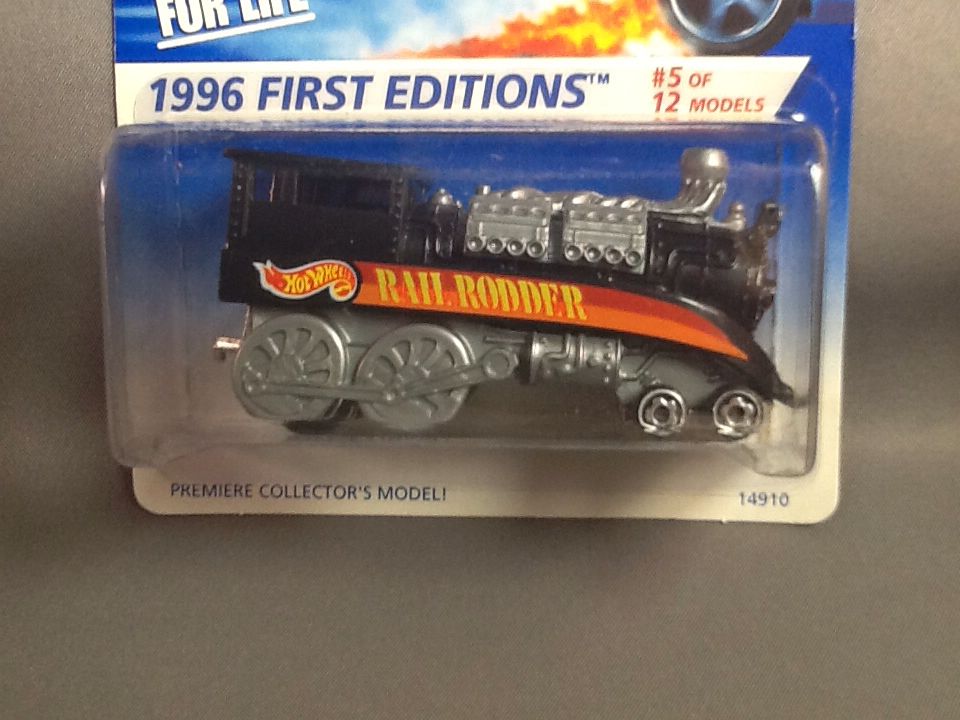 FOR LIFE
1996 FIRST EDITIONS™
#5 OF
12 MODELS
HOT WHEELS
RAIL RODDER
PREMIERE COLLECTOR'S MODEL!
14910